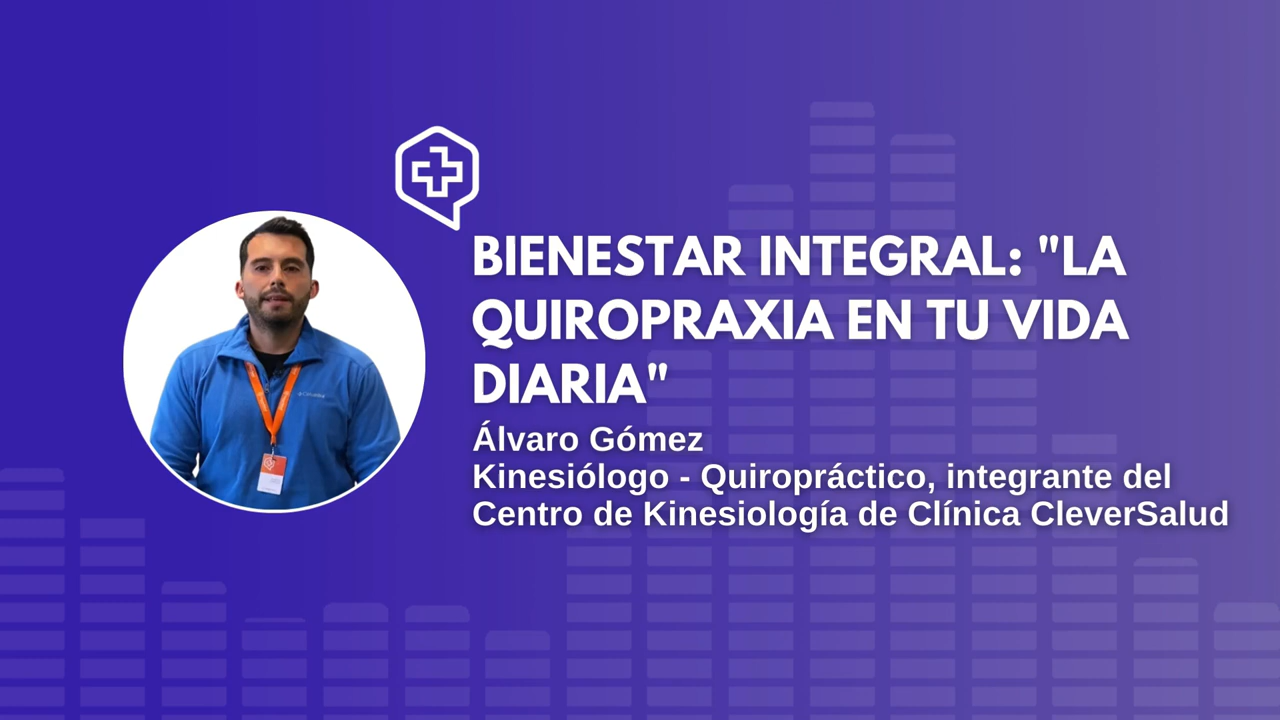 BIENESTAR INTEGRAL: "LA
QUIROPRAXIA EN TU VIDA
DIARIA"
Álvaro Gómez
Kinesiólogo - Quiropráctico, integrante del
Centro de Kinesiología de Clínica CleverSalud